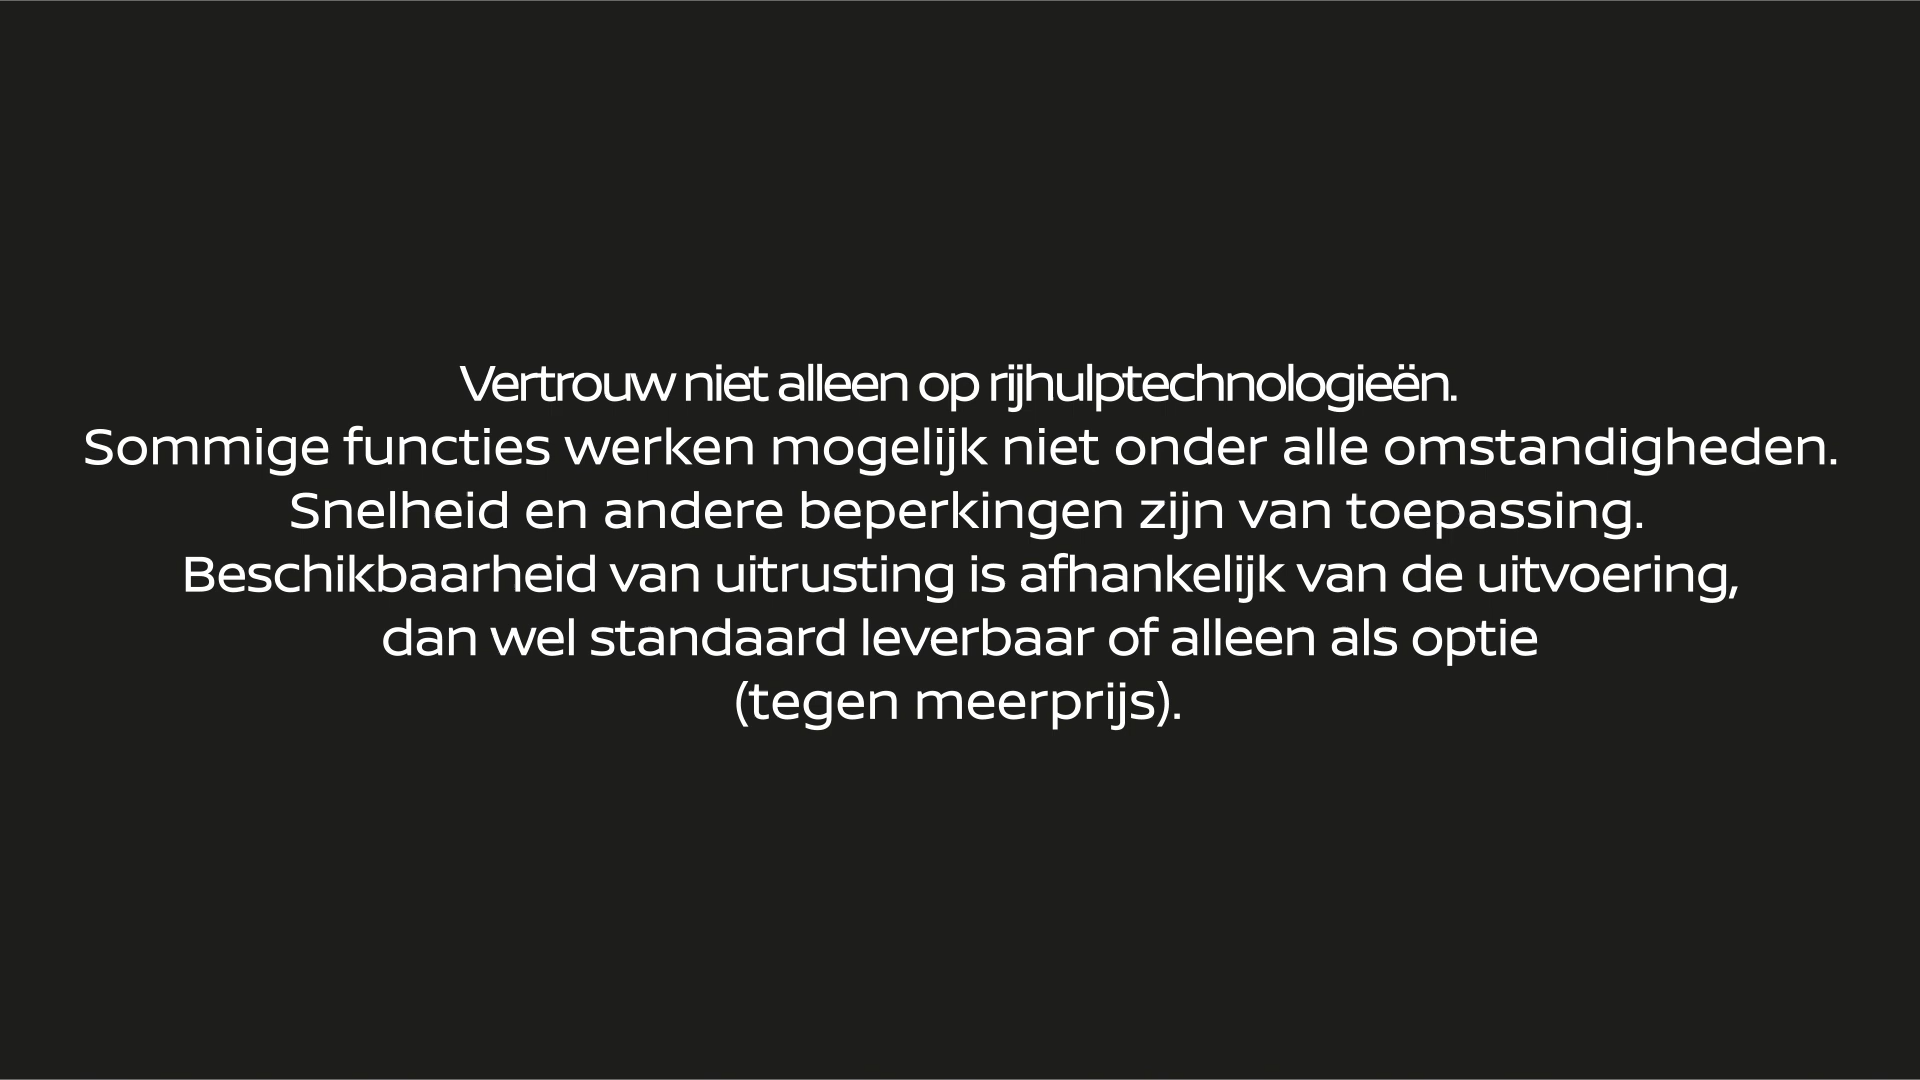 Vertrouw niet alleen op rijhulptechnologieën.
Sommige functies werken mogelijk niet onder alle omstandigheden.
Snelheid en andere beperkingen zijn van toepassing.
Beschikbaarheid van uitrusting is afhankelijk van de uitvoering,
dan wel standaard leverbaar of alleen als optie
(tegen meerprijs).